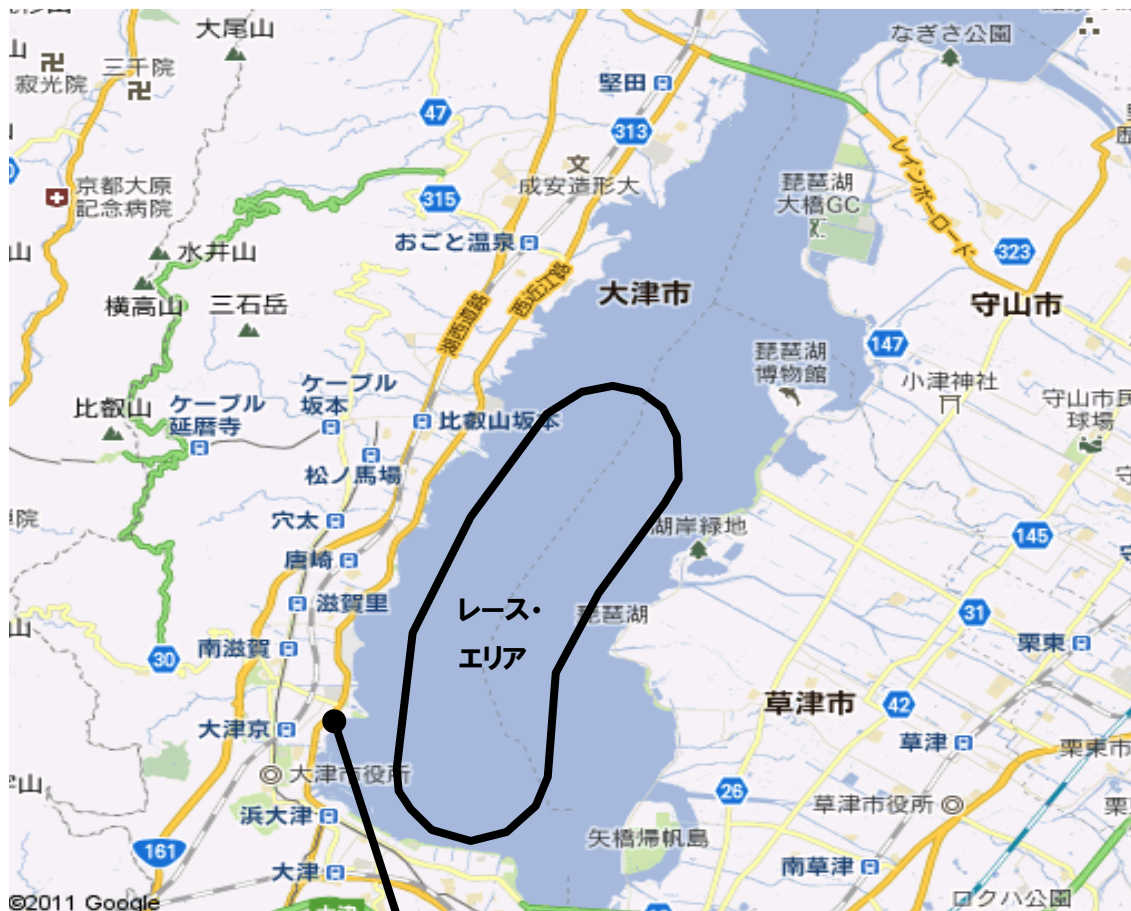 大尾山
なぎさ公園
三千院
寂光院
堅田
47
313
文
成安造形大
京都大原
記念病院
315
琵琶湖
大橋GC
レインボーロード
おごと温泉
水井山
323
大津市
守山市
横高山
三石岳
湖西道路
西近江路
147
琵琶湖
博物館
小津神社
ケーブル
坂本
守山市民
球場
比叡山
ケーブル
延暦寺
比叡山坂本
松ノ馬場
穴太
湖岸緑地
145
唐崎
滋賀里
レース・
エリア
琵琶湖
31
栗東
南滋賀
30
草津市
42
大津京
草津
栗東市
大津市役所
26
草津市役所
浜大津
矢橋帰帆島
161
大津
南草津
ロクハ公園
©2011 Google